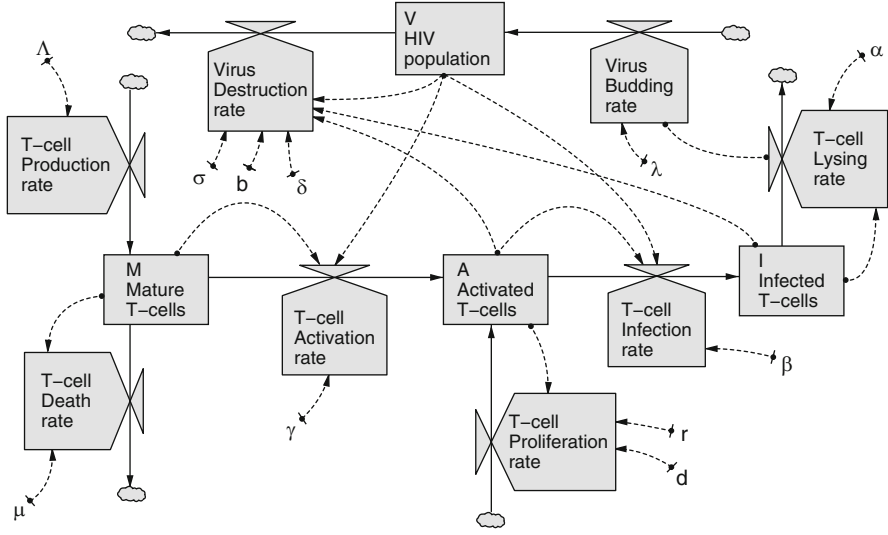 V
HIV
population
Λ
Virus
Destruction
rate
Virus
Budding
rate
α
T-cell
Production
rate
T-cell
Lysing
rate
σ
b
δ
λ
M
Mature
T-cells
A
Activated
T-cells
I
Infected
T-cells
T-cell
Activation
rate
T-cell
Infection
rate
T-cell
Death
rate
β
γ
T-cell
Proliferation
rate
r
d
μ